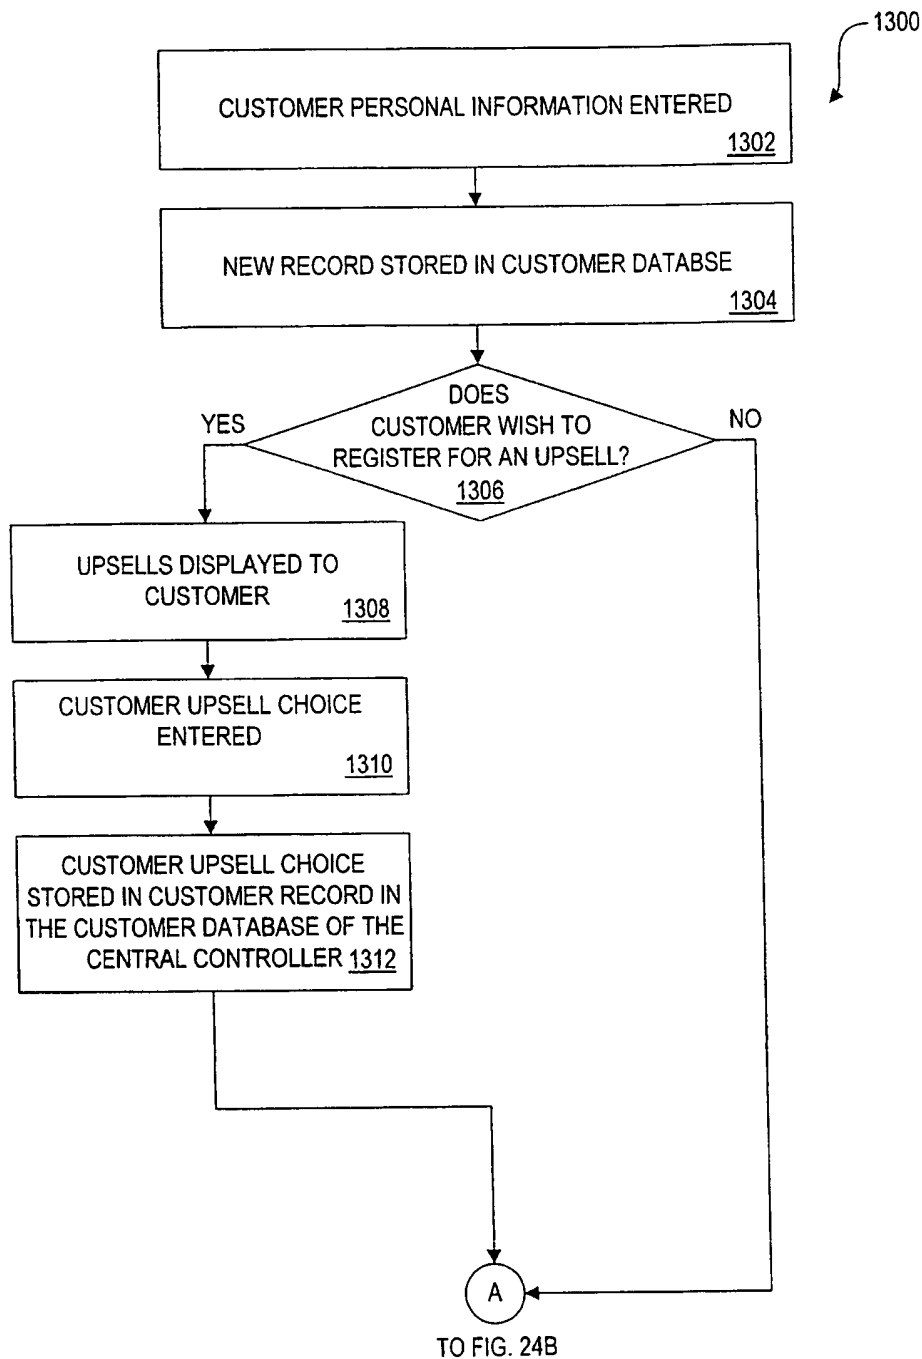 1300
CUSTOMER PERSONAL INFORMATION ENTERED
1302
NEW RECORD STORED IN CUSTOMER DATABSE
1304
DOES
CUSTOMER WISH TO
REGISTER FOR AN UPSELL?
1306
YES
NO
UPSELLS DISPLAYED TO
CUSTOMER
1308
CUSTOMER UPSELL CHOICE
ENTERED
1310
CUSTOMER UPSELL CHOICE
STORED IN CUSTOMER RECORD IN
THE CUSTOMER DATABASE OF THE
CENTRAL CONTROLLER 1312
A
TO FIG. 24B